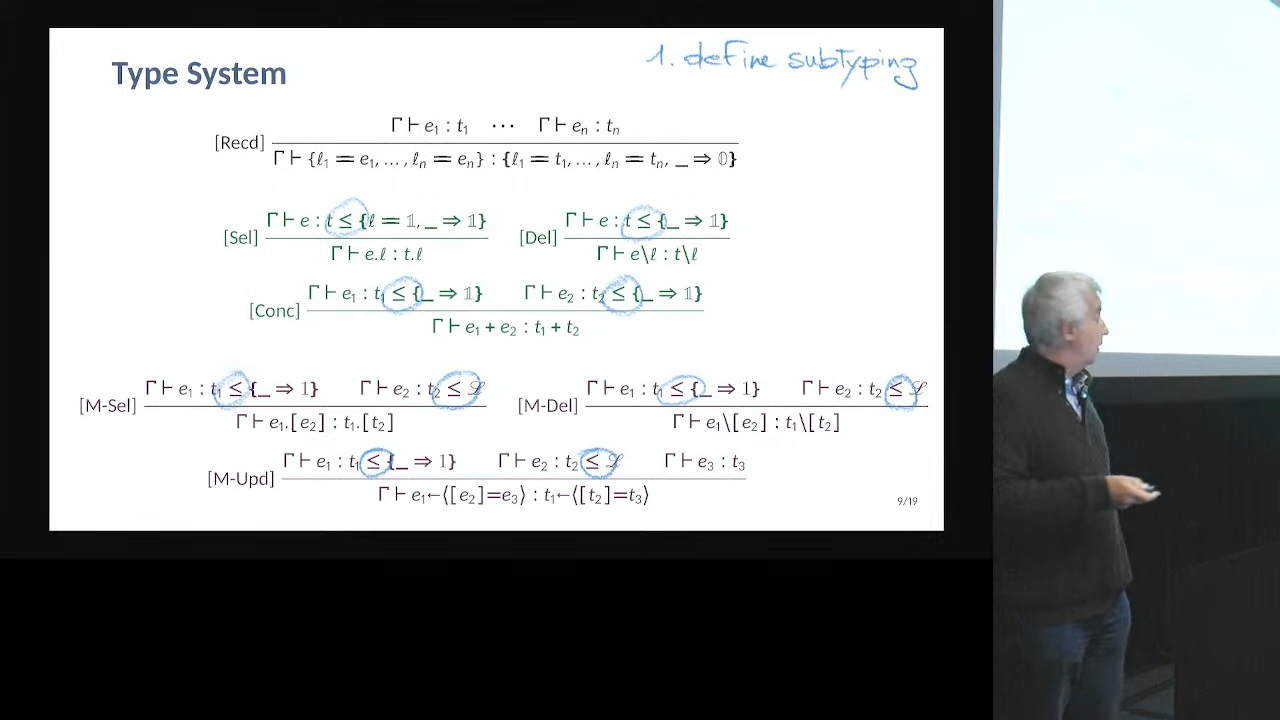 Type System
1. define subtyping
Γ ⊢ e₁ : t₁ ⋯ Γ ⊢ eₙ : tₙ
[Recd]
Γ ⊢ {ℓ₁ = e₁, … , ℓₙ = eₙ} : {ℓ₁ = t₁, … , ℓₙ = tₙ, _ ⇒ 𝟘}
Γ ⊢ e : t ≤ {ℓ = 𝟙, _ ⇒ 𝟙}
[Sel]
Γ ⊢ e.ℓ : t.ℓ
Γ ⊢ e : t ≤ {_ ⇒ 𝟙}
[Del]
Γ ⊢ e\ℓ : t\ℓ
Γ ⊢ e₁ : t₁ ≤ {_ ⇒ 𝟙} Γ ⊢ e₂ : t₂ ≤ {_ ⇒ 𝟙}
[Conc]
Γ ⊢ e₁ + e₂ : t₁ + t₂
Γ ⊢ e₁ : t₁ ≤ {_ ⇒ 1} Γ ⊢ e₂ : t₂ ≤ ℒ
[M-Sel]
Γ ⊢ e₁.[e₂] : t₁.[t₂]
Γ ⊢ e₁ : t₁ ≤ {_ ⇒ 1} Γ ⊢ e₂ : t₂ ≤ ℒ
[M-Del]
Γ ⊢ e₁\[e₂] : t₁\[t₂]
Γ ⊢ e₁ : t₁ ≤ {_ ⇒ 1} Γ ⊢ e₂ : t₂ ≤ ℒ Γ ⊢ e₃ : t₃
[M-Upd]
Γ ⊢ e₁←⟨[e₂]=e₃⟩ : t₁←⟨[t₂]=t₃⟩
9/19